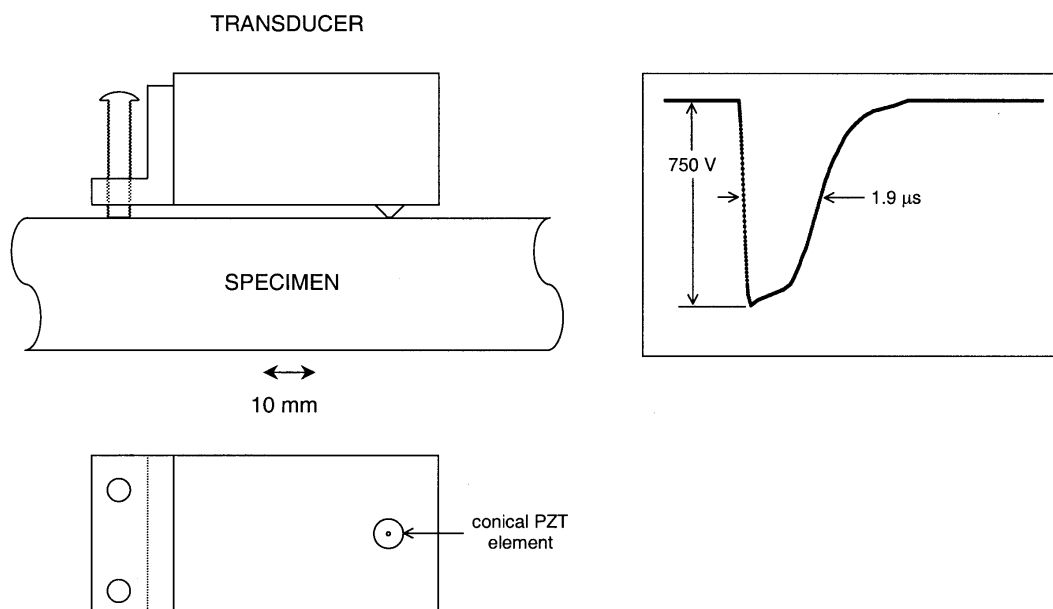 TRANSDUCER
SPECIMEN
10 mm
750 V
1.9 μs
conical PZT
element